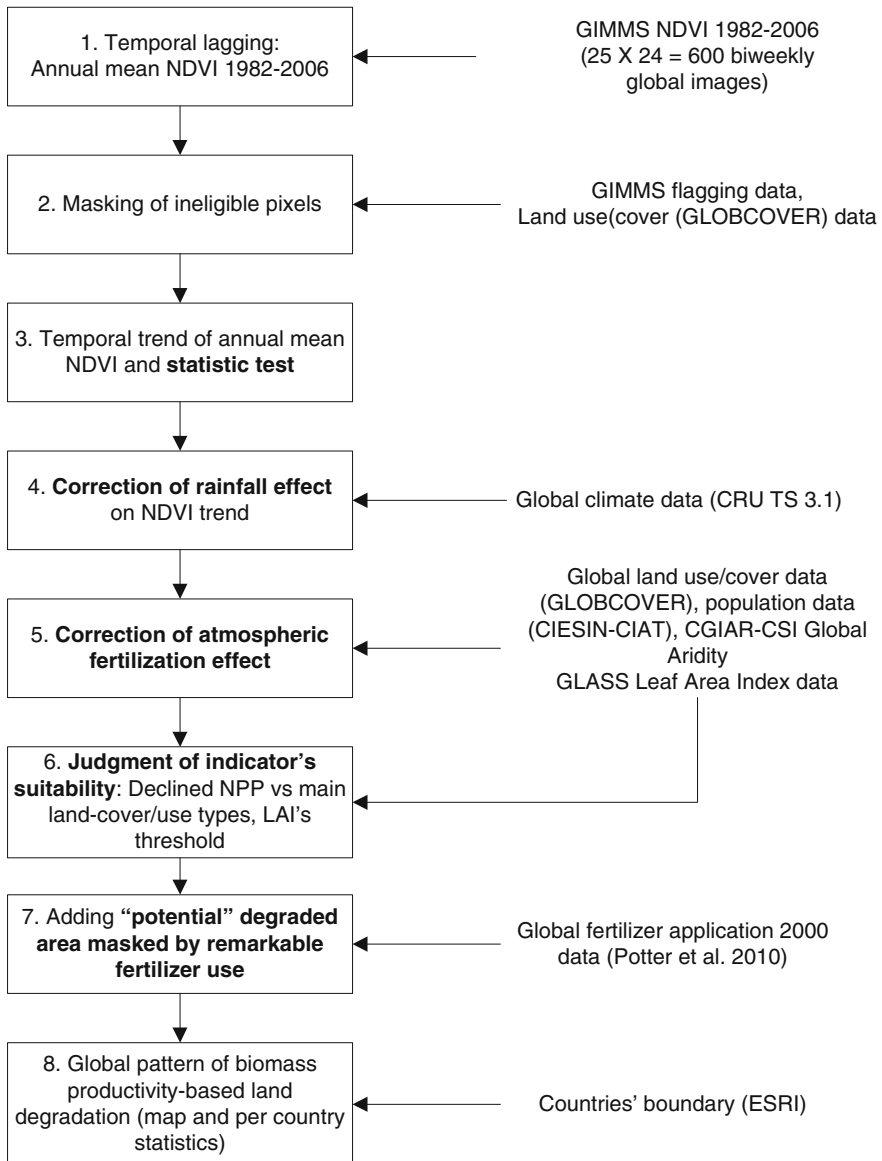 1. Temporal lagging:
Annual mean NDVI 1982-2006
GIMMS NDVI 1982-2006
(25 X 24 = 600 biweekly
global images)
2. Masking of ineligible pixels
GIMMS flagging data,
Land use(cover (GLOBCOVER) data
3. Temporal trend of annual mean
NDVI and statistic test
4. Correction of rainfall effect
on NDVI trend
Global climate data (CRU TS 3.1)
5. Correction of atmospheric
fertilization effect
Global land use/cover data
(GLOBCOVER), population data
(CIESIN-CIAT), CGIAR-CSI Global
Aridity
GLASS Leaf Area Index data
6. Judgment of indicator’s
suitability: Declined NPP vs main
land-cover/use types, LAI’s
threshold
7. Adding “potential” degraded
area masked by remarkable
fertilizer use
Global fertilizer application 2000
data (Potter et al. 2010)
8. Global pattern of biomass
productivity-based land
degradation (map and per country
statistics)
Countries’ boundary (ESRI)